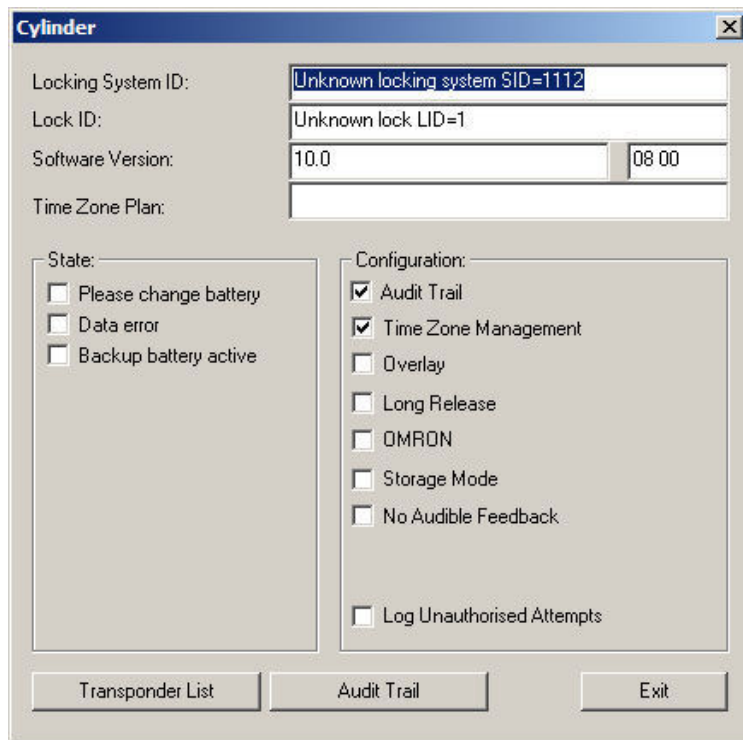 Cylinder
Locking System ID: Unknown locking system SID=1112
Lock ID: Unknown lock LID=1
Software Version: 10.0 08 00
Time Zone Plan:
State:
Please change battery
Data error
Backup battery active
Configuration:
Audit Trail
Time Zone Management
Overlay
Long Release
OMRON
Storage Mode
No Audible Feedback
Log Unauthorised Attempts
Transponder List Audit Trail Exit